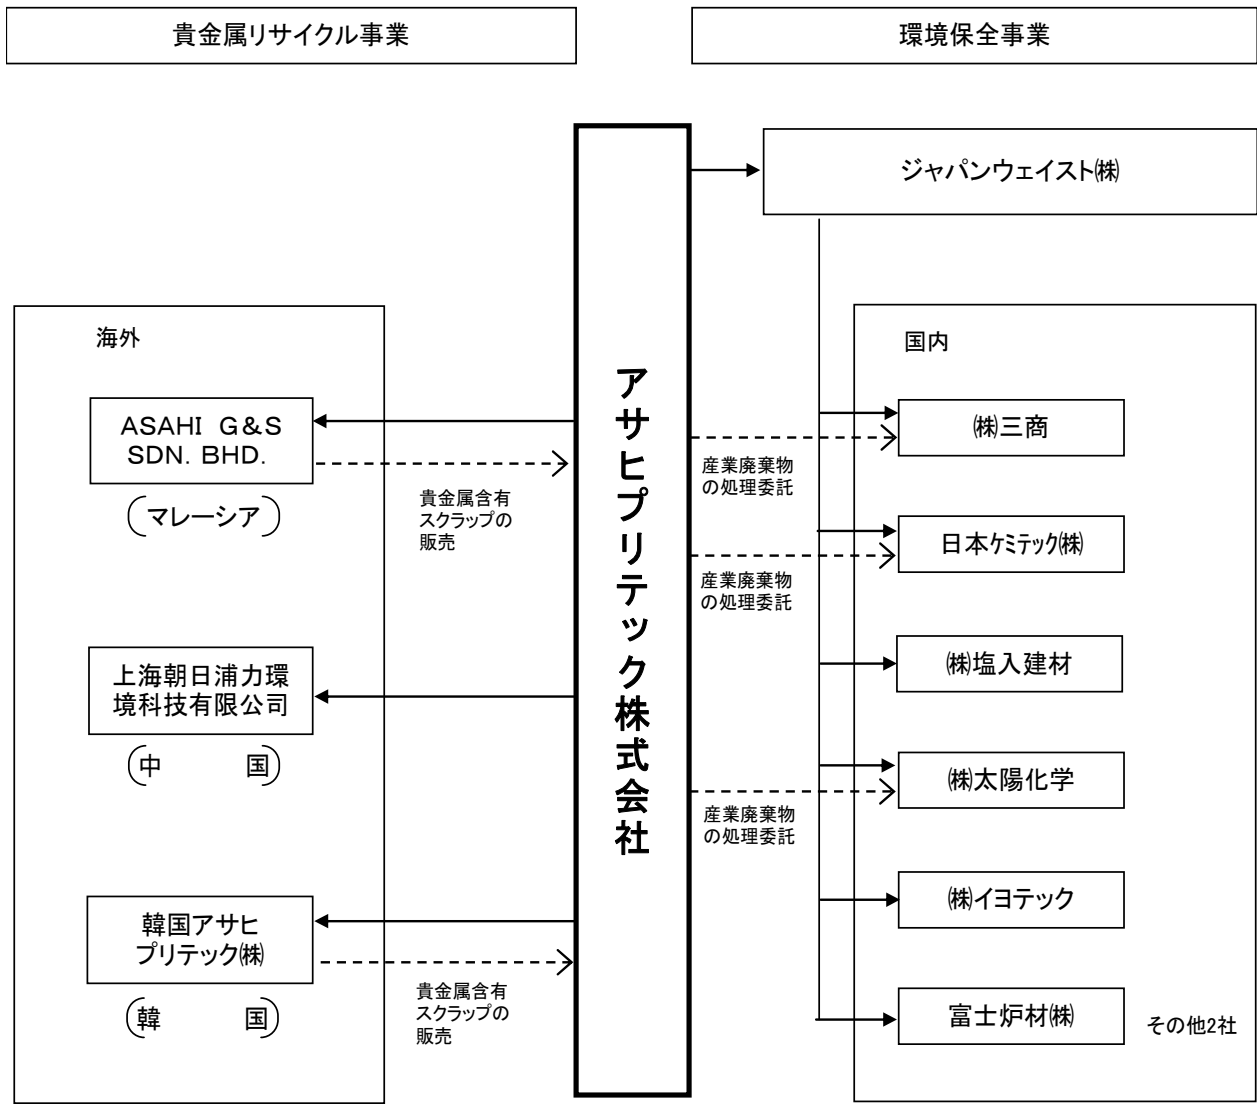 貴金属リサイクル事業
環境保全事業
ジャパンウェイスト㈱
海外
ASAHI G&S
SDN. BHD.
(マレーシア)
貴金属含有
スクラップの
販売
上海朝日浦力環
境科技有限公司
(中 国)
韓国アサヒ
プリテック㈱
(韓 国)
貴金属含有
スクラップの
販売
アサヒプリテック株式会社
国内
㈱三商
産業廃棄物
の処理委託
日本ケミテック㈱
産業廃棄物
の処理委託
㈱塩入建材
㈱太陽化学
産業廃棄物
の処理委託
㈱イヨテック
富士炉材㈱
その他2社